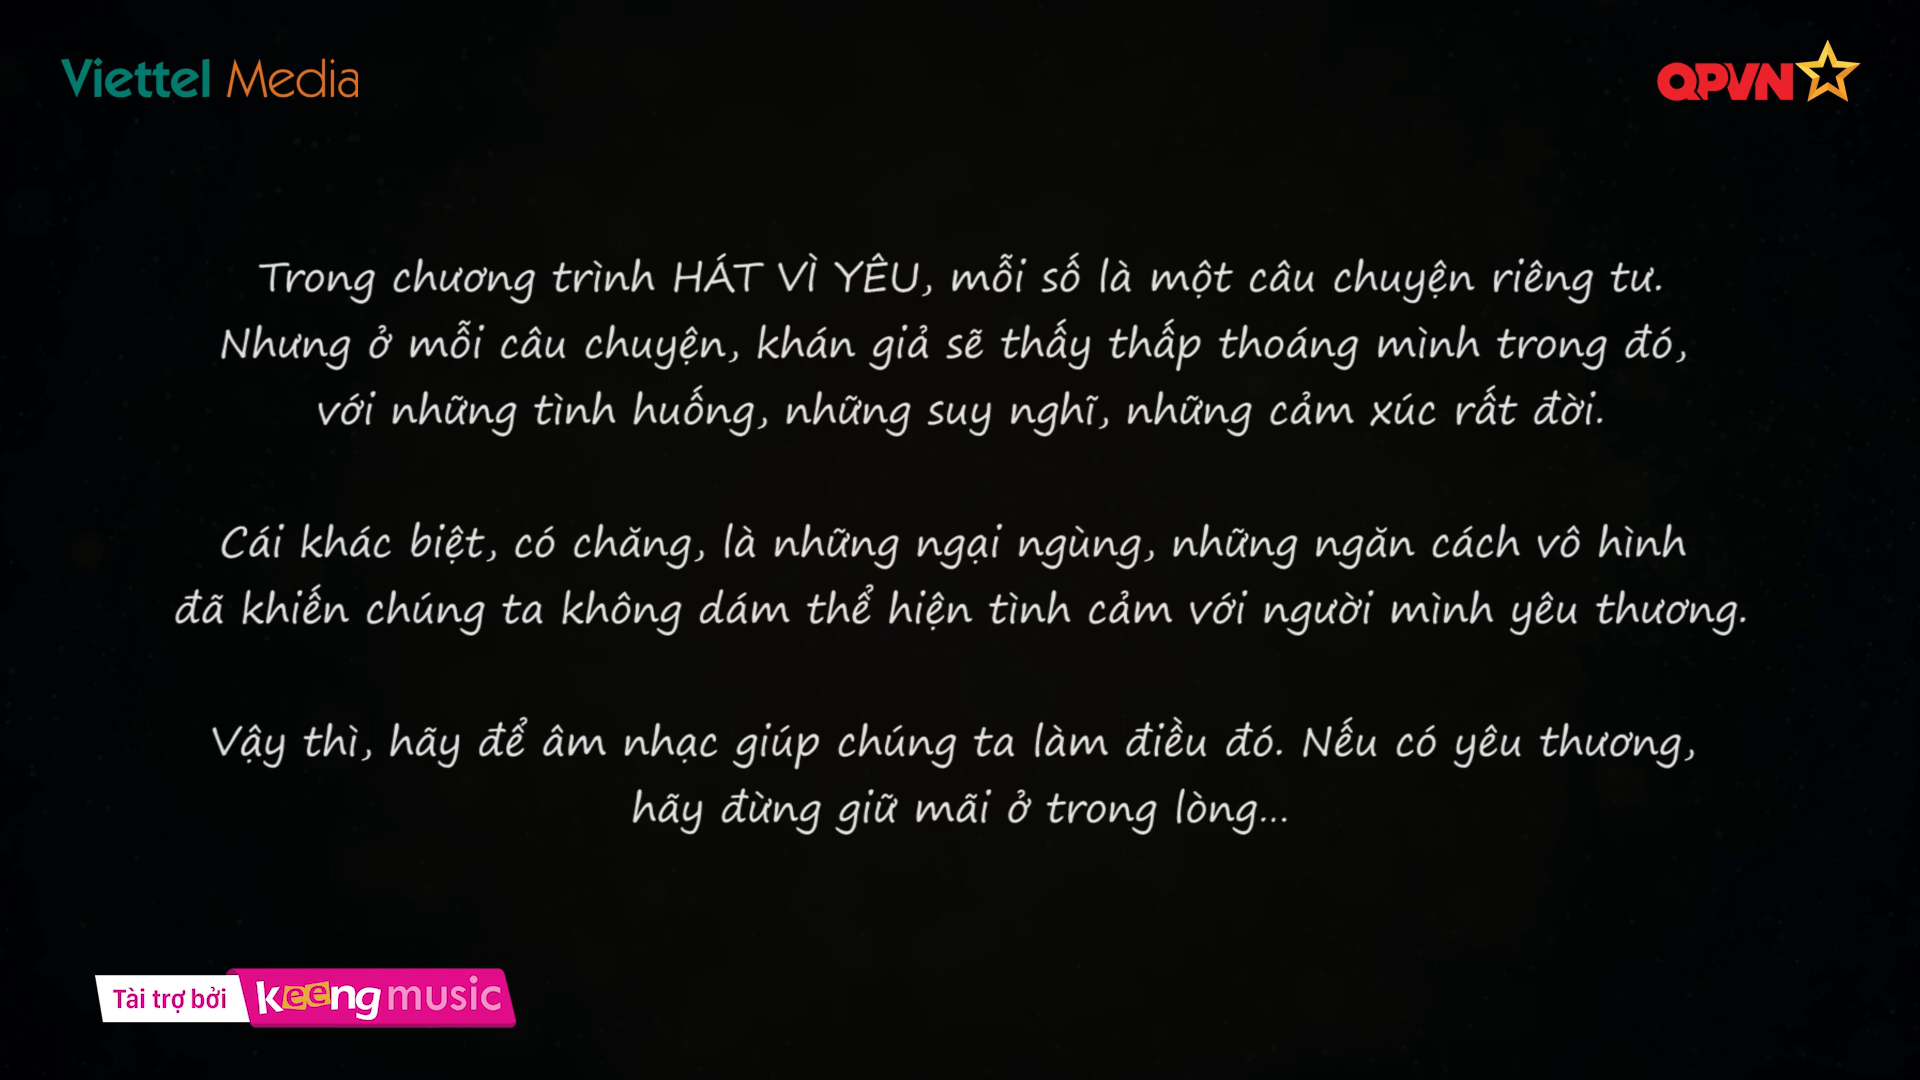 Viettel Media
QPVN
Trong chương trình HÁT VÌ YÊU, mỗi số là một câu chuyện riêng tư.
Nhưng ở mỗi câu chuyện, khán giả sẽ thấy thấp thoáng mình trong đó,
với những tình huống, những suy nghĩ, những cảm xúc rất đời.
Cái khác biệt, có chăng, là những ngại ngùng, những ngăn cách vô hình
đã khiến chúng ta không dám thể hiện tình cảm với người mình yêu thương.
Vậy thì, hãy để âm nhạc giúp chúng ta làm điều đó. Nếu có yêu thương,
hãy đừng giữ mãi ở trong lòng...
Tài trợ bởi keeng music